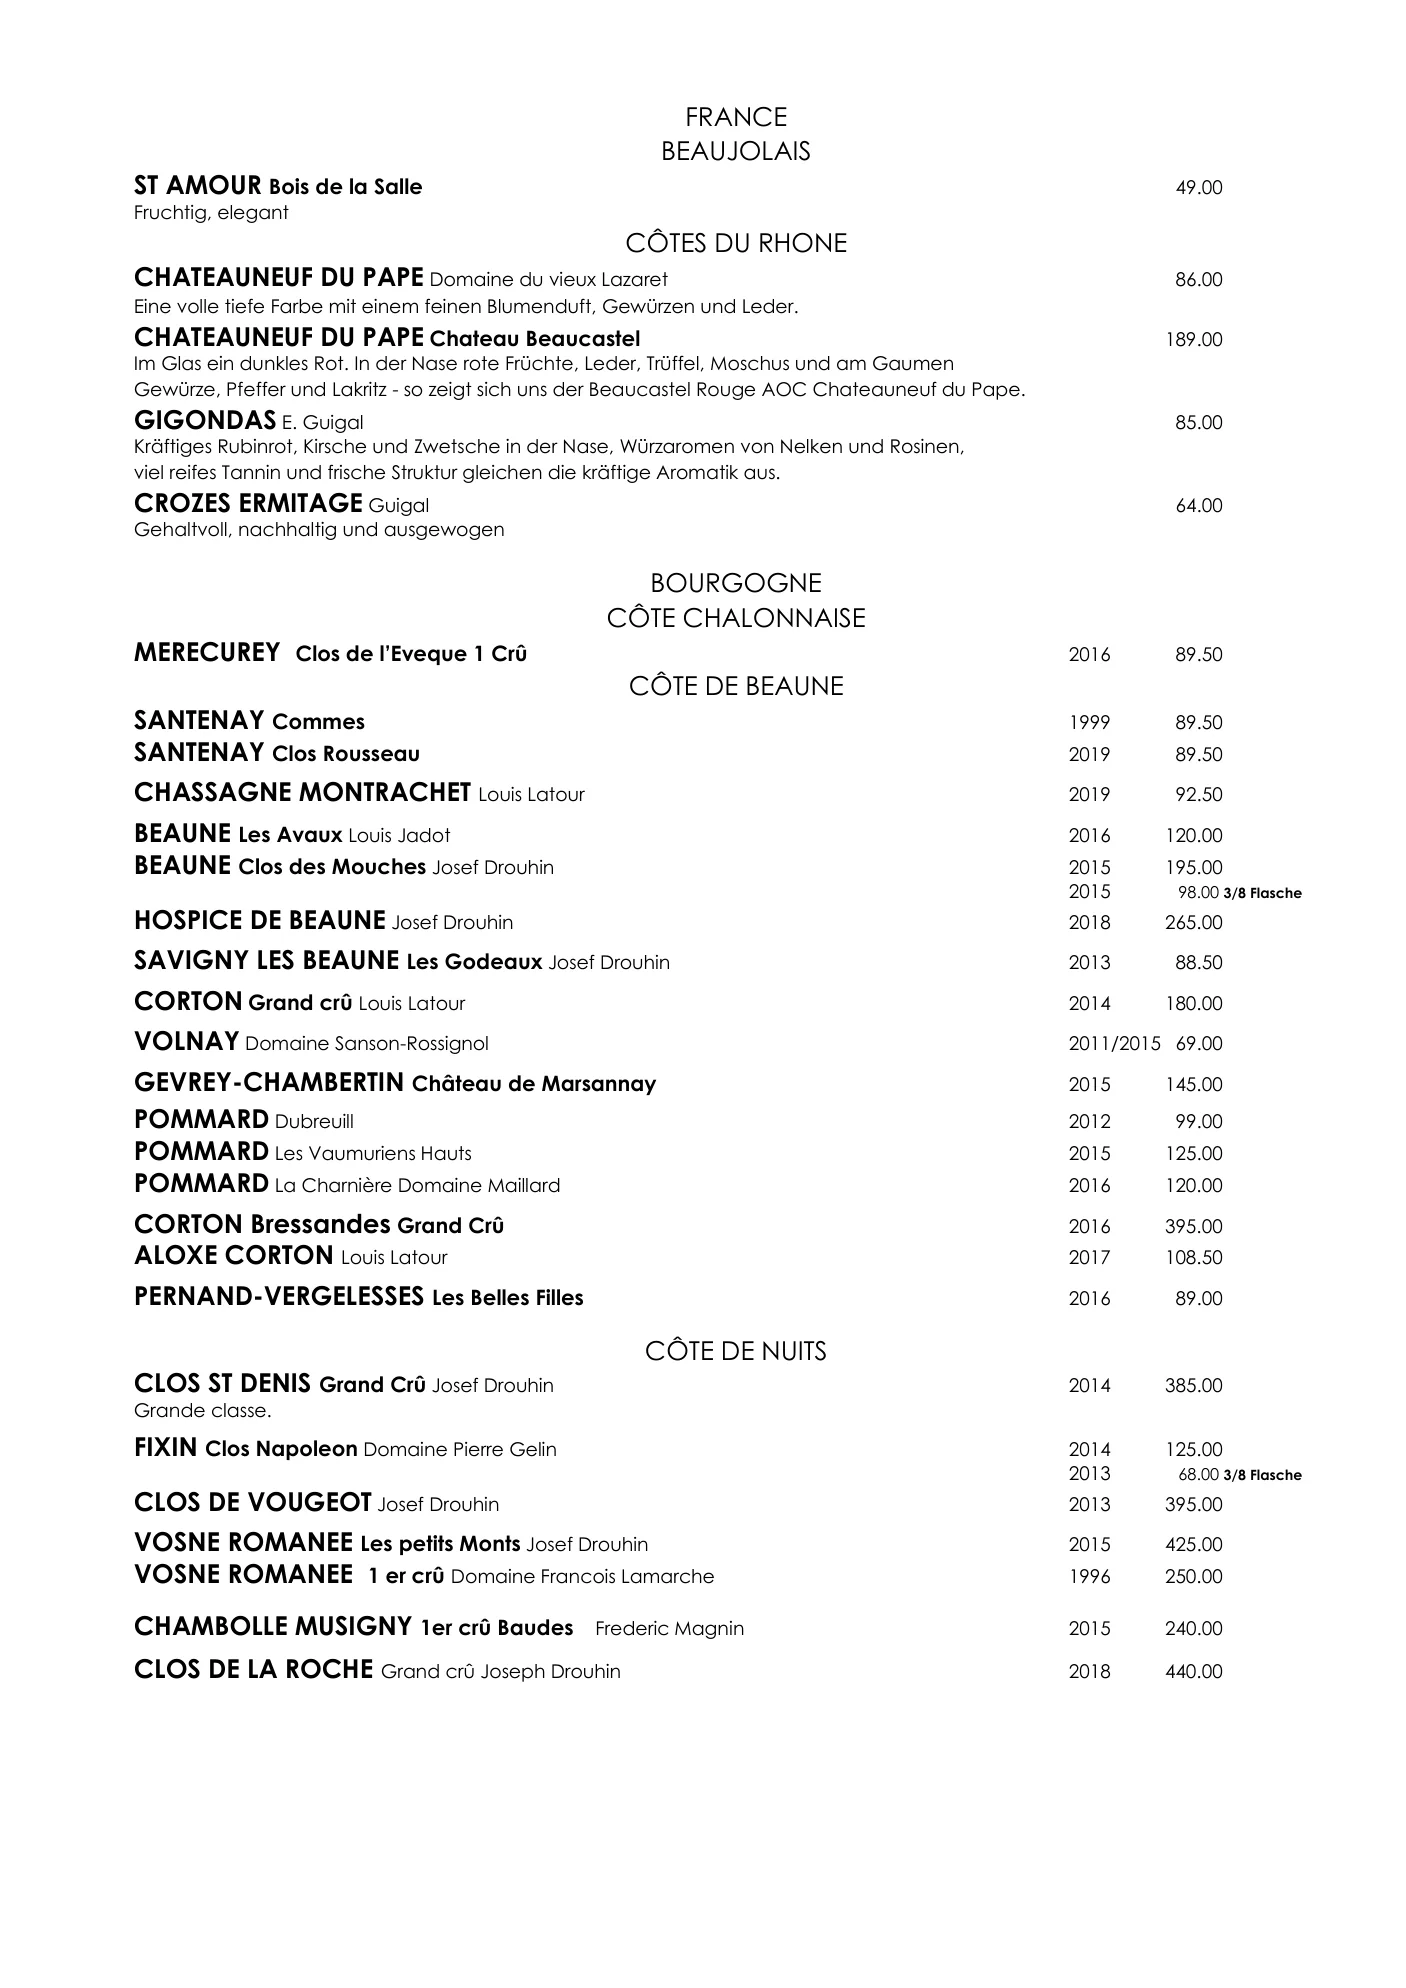 FRANCE
BEAUJOLAIS
ST AMOUR Bois de la Salle 49.00
Fruchtig, elegant
CÔTES DU RHONE
CHATEAUNEUF DU PAPE Domaine du vieux Lazaret 86.00
Eine volle tiefe Farbe mit einem feinen Blumenduft, Gewürzen und Leder.
CHATEAUNEUF DU PAPE Chateau Beaucastel 189.00
Im Glas ein dunkles Rot. In der Nase rote Früchte, Leder, Trüffel, Moschus und am Gaumen
Gewürze, Pfeffer und Lakritz - so zeigt sich uns der Beaucastel Rouge AOC Chateauneuf du Pape.
GIGONDAS E. Guigal 85.00
Kräftiges Rubinrot, Kirsche und Zwetsche in der Nase, Würzaromen von Nelken und Rosinen,
viel reifes Tannin und frische Struktur gleichen die kräftige Aromatik aus.
CROZES ERMITAGE Guigal 64.00
Gehaltvoll, nachhaltig und ausgewogen
BOURGOGNE
CÔTE CHALONNAISE
MERECUREY Clos de l'Eveque 1 Crû 2016 89.50
CÔTE DE BEAUNE
SANTENAY Commes 1999 89.50
SANTENAY Clos Rousseau 2019 89.50
CHASSAGNE MONTRACHET Louis Latour 2019 92.50
BEAUNE Les Avaux Louis Jadot 2016 120.00
BEAUNE Clos des Mouches Josef Drouhin 2015 195.00
2015 98.00 3/8 Flasche
HOSPICE DE BEAUNE Josef Drouhin 2018 265.00
SAVIGNY LES BEAUNE Les Godeaux Josef Drouhin 2013 88.50
CORTON Grand crû Louis Latour 2014 180.00
VOLNAY Domaine Sanson-Rossignol 2011/2015 69.00
GEVREY-CHAMBERTIN Château de Marsannay 2015 145.00
POMMARD Dubreuill 2012 99.00
POMMARD Les Vaumuriens Hauts 2015 125.00
POMMARD La Charnière Domaine Maillard 2016 120.00
CORTON Bressandes Grand Crû 2016 395.00
ALOXE CORTON Louis Latour 2017 108.50
PERNAND-VERGELESSES Les Belles Filles 2016 89.00
CÔTE DE NUITS
CLOS ST DENIS Grand Crû Josef Drouhin 2014 385.00
Grande classe.
FIXIN Clos Napoleon Domaine Pierre Gelin 2014 125.00
2013 68.00 3/8 Flasche
CLOS DE VOUGEOT Josef Drouhin 2013 395.00
VOSNE ROMANEE Les petits Monts Josef Drouhin 2015 425.00
VOSNE ROMANEE 1 er crû Domaine Francois Lamarche 1996 250.00
CHAMBOLLE MUSIGNY 1er crû Baudes Frederic Magnin 2015 240.00
CLOS DE LA ROCHE Grand crû Joseph Drouhin 2018 440.00